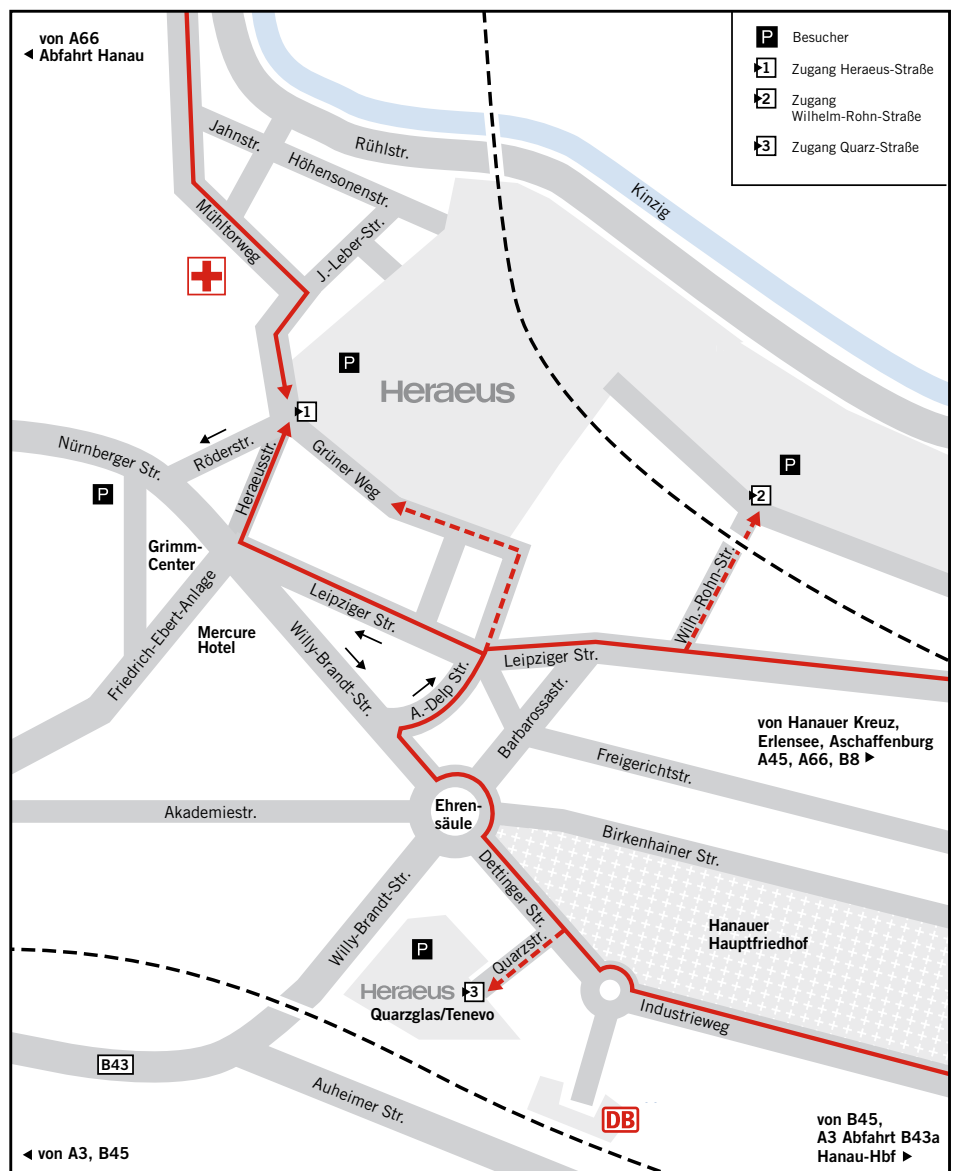 von A66
Abfahrt Hanau
P Besucher
1 Zugang Heraeus-Straße
2 Zugang
Wilhelm-Rohn-Straße
3 Zugang Quarz-Straße
Jahnstr.
Höhensonenstr.
Rühlstr.
Kinzig
Mühltorweg
J.-Leber-Str.
P
Heraeus
1
Nürnberger Str.
Röderstr.
Heraeusstr.
Grüner Weg
P
2
P
Grimm-
Center
Friedrich-Ebert-Anlage
Mercure
Hotel
Leipziger Str.
Willy-Brandt-Str.
A.-Delp Str.
Leipziger Str.
Wilh.-Rohn-Str.
Barbarossastr.
von Hanauer Kreuz,
Erlensee, Aschaffenburg
A45, A66, B8
Freigerichtstr.
Akademiestr.
Ehren-
säule
Birkenhainer Str.
Dettinger Str.
Willy-Brandt-Str.
Hanauer
Hauptfriedhof
P
Quarzstr.
Heraeus 3
Quarzglas/Tenevo
Industrieweg
B43
Auheimer Str.
DB
von A3, B45
von B45,
A3 Abfahrt B43a
Hanau-Hbf